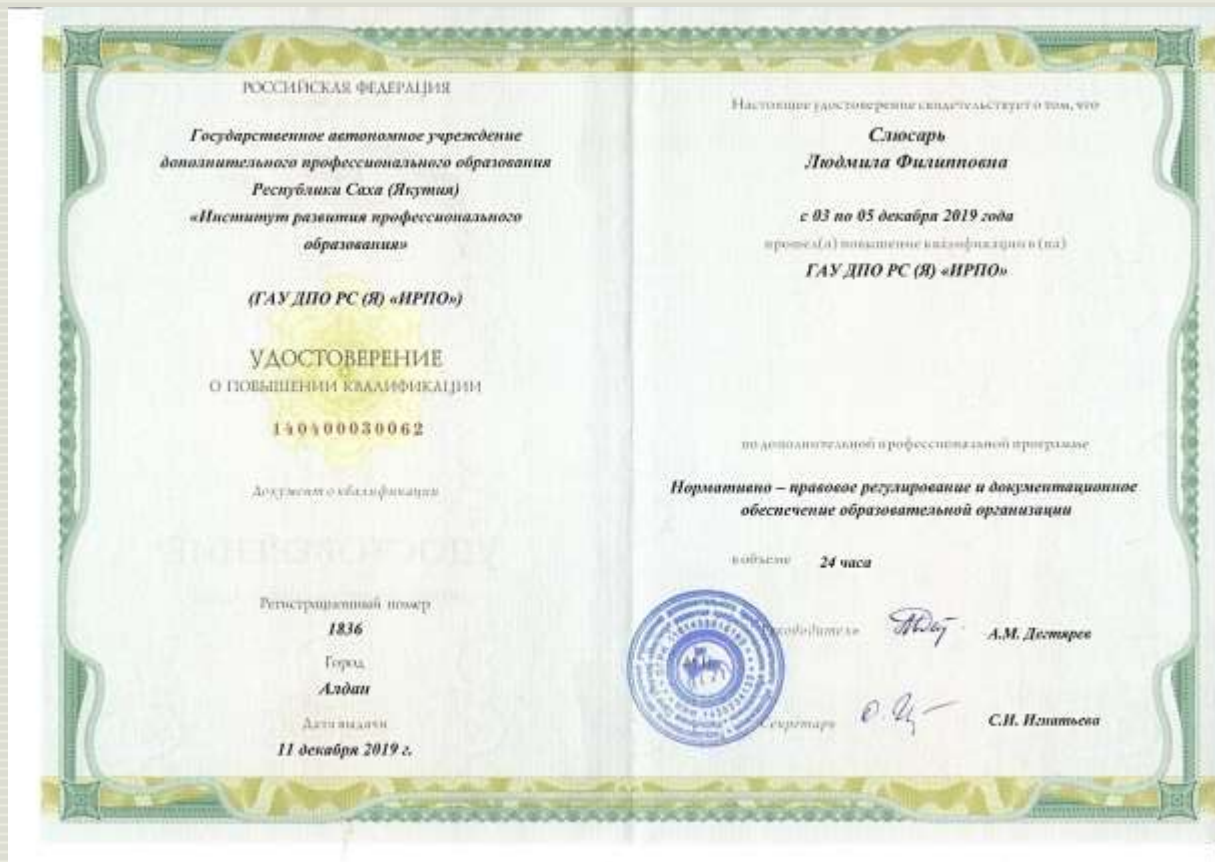 РОССИЙСКАЯ ФЕДЕРАЦИЯ
Государственное автономное учреждение
дополнительного профессионального образования
Республики Саха (Якутия)
«Институт развития профессионального
образования»
(ГАУ ДПО РС (Я) «ИРПО»)
УДОСТОВЕРЕНИЕ
О ПОВЫШЕНИИ КВАЛИФИКАЦИИ
140400030062
Документ о квалификации
Регистрационный номер
1836
Город
Алдан
Дата выдачи
11 декабря 2019 г.
Настоящее удостоверение свидетельствует о том, что
Слюсарь
Людмила Филипповна
с 03 по 05 декабря 2019 года
прошел(а) повышение квалификации в (на)
ГАУ ДПО РС (Я) «ИРПО»
по дополнительной профессиональной программе
Нормативно – правовое регулирование и документационное
обеспечение образовательной организации
в объеме 24 часа
Руководитель А.М. Дегтярев
Секретарь С.И. Игнатьева